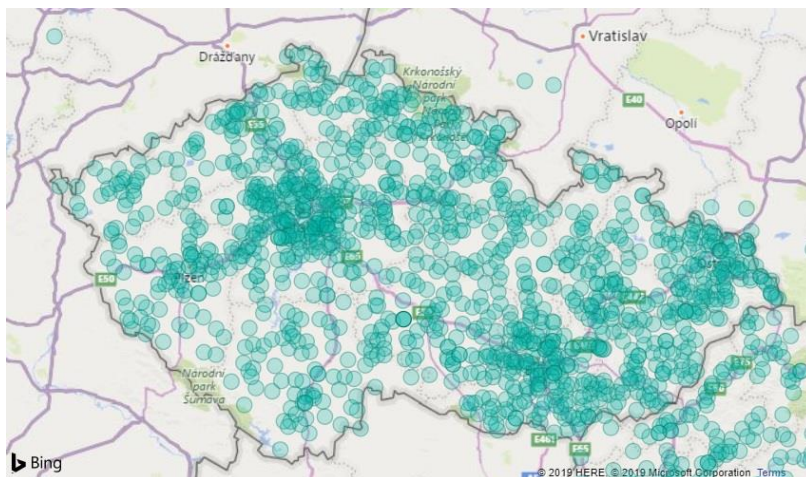 Vratislav
Drážďany
Krkonošský
Národní
park
E40
Opolí
E55
E50
Plzeň
E65
Národní
park
Šumava
E75
E461
E65
Bing
© 2019 HERE, © 2019 Microsoft Corporation Terms